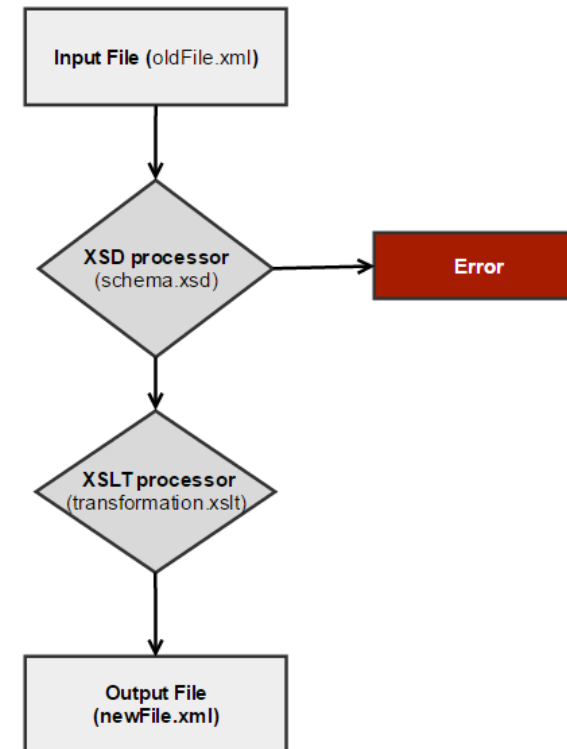 Input File (oldFile.xml)
XSD processor
(schema.xsd)
Error
XSLT processor
(transformation.xslt)
Output File
(newFile.xml)